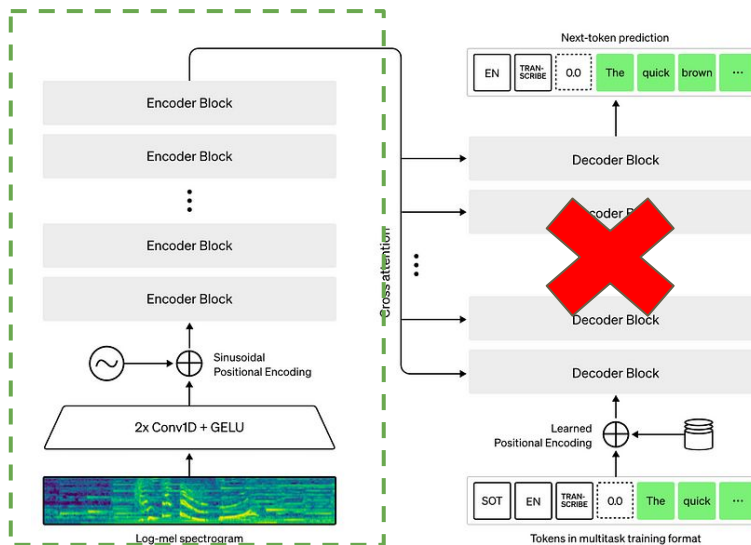 Encoder Block
Encoder Block
Encoder Block
Encoder Block
Sinusoidal
Positional Encoding
2x Conv1D + GELU
Log-mel spectrogram
Cross attention
Next-token prediction
EN
TRAN-
SCRIBE
0.0
The
quick
brown
...
Decoder Block
Decoder Block
Decoder Block
Decoder Block
Learned
Positional Encoding
SOT
EN
TRAN-
SCRIBE
0.0
The
quick
...
Tokens in multitask training format